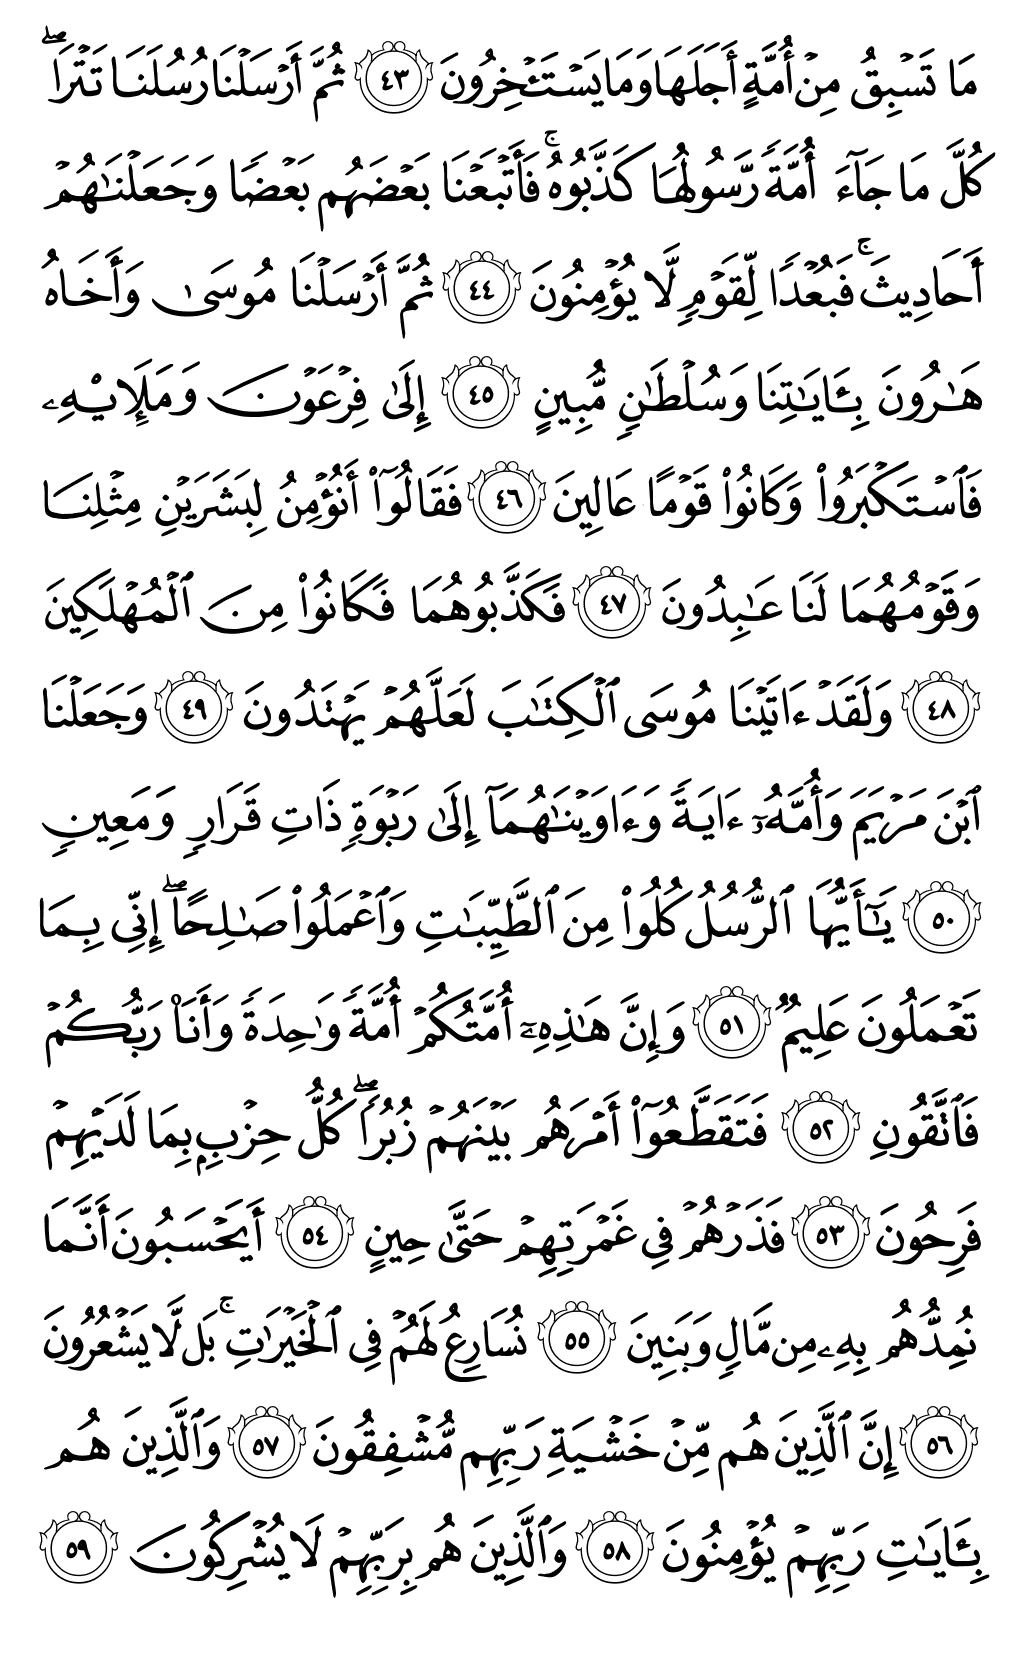 مَا تَسۡبِقُ مِنۡ أُمَّةٍ أَجَلَهَا وَمَا يَسۡتَـٔۡخِرُونَ ٤٣ ثُمَّ أَرۡسَلۡنَا رُسُلَنَا تَتۡرَاۖ
كُلَّ مَا جَآءَ أُمَّةٗ رَّسُولُهَا كَذَّبُوهُۚ فَأَتۡبَعۡنَا بَعۡضَهُم بَعۡضٗا وَجَعَلۡنَٰهُمۡ
أَحَادِيثَۚ فَبُعۡدٗا لِّقَوۡمٖ لَّا يُؤۡمِنُونَ ٤٤ ثُمَّ أَرۡسَلۡنَا مُوسَىٰ وَأَخَاهُ
هَٰرُونَ بِـَٔايَٰتِنَا وَسُلۡطَٰنٖ مُّبِينٍ ٤٥ إِلَىٰ فِرۡعَوۡنَ وَمَلَإِيْهِۦ
فَٱسۡتَكۡبَرُواْ وَكَانُواْ قَوۡمًا عَالِينَ ٤٦ فَقَالُوٓاْ أَنُؤۡمِنُ لِبَشَرَيۡنِ مِثۡلِنَا
وَقَوۡمُهُمَا لَنَا عَٰبِدُونَ ٤٧ فَكَذَّبُوهُمَا فَكَانُواْ مِنَ ٱلۡمُهۡلَكِينَ
٤٨ وَلَقَدۡ ءَاتَيۡنَا مُوسَى ٱلۡكِتَٰبَ لَعَلَّهُمۡ يَهۡتَدُونَ ٤٩ وَجَعَلۡنَا
ٱبۡنَ مَرۡيَمَ وَأُمَّهُۥٓ ءَايَةٗ وَءَاوَيۡنَٰهُمَآ إِلَىٰ رَبۡوَةٖ ذَاتِ قَرَارٖ وَمَعِينٖ
٥٠ يَٰٓأَيُّهَا ٱلرُّسُلُ كُلُواْ مِنَ ٱلطَّيِّبَٰتِ وَٱعۡمَلُواْ صَٰلِحًاۖ إِنِّي بِمَا
تَعۡمَلُونَ عَلِيمٞ ٥١ وَإِنَّ هَٰذِهِۦٓ أُمَّتُكُمۡ أُمَّةٗ وَٰحِدَةٗ وَأَنَا۠ رَبُّكُمۡ
فَٱتَّقُونِ ٥٢ فَتَقَطَّعُوٓاْ أَمۡرَهُم بَيۡنَهُمۡ زُبُرٗاۖ كُلُّ حِزۡبِۭ بِمَا لَدَيۡهِمۡ
فَرِحُونَ ٥٣ فَذَرۡهُمۡ فِي غَمۡرَتِهِمۡ حَتَّىٰ حِينٍ ٥٤ أَيَحۡسَبُونَ أَنَّمَا
نُمِدُّهُم بِهِۦ مِن مَّالٖ وَبَنِينَ ٥٥ نُسَارِعُ لَهُمۡ فِي ٱلۡخَيۡرَٰتِۚ بَل لَّا يَشۡعُرُونَ
٥٦ إِنَّ ٱلَّذِينَ هُم مِّنۡ خَشۡيَةِ رَبِّهِم مُّشۡفِقُونَ ٥٧ وَٱلَّذِينَ هُم
بِـَٔايَٰتِ رَبِّهِمۡ يُؤۡمِنُونَ ٥٨ وَٱلَّذِينَ هُم بِرَبِّهِمۡ لَا يُشۡرِكُونَ ٥٩